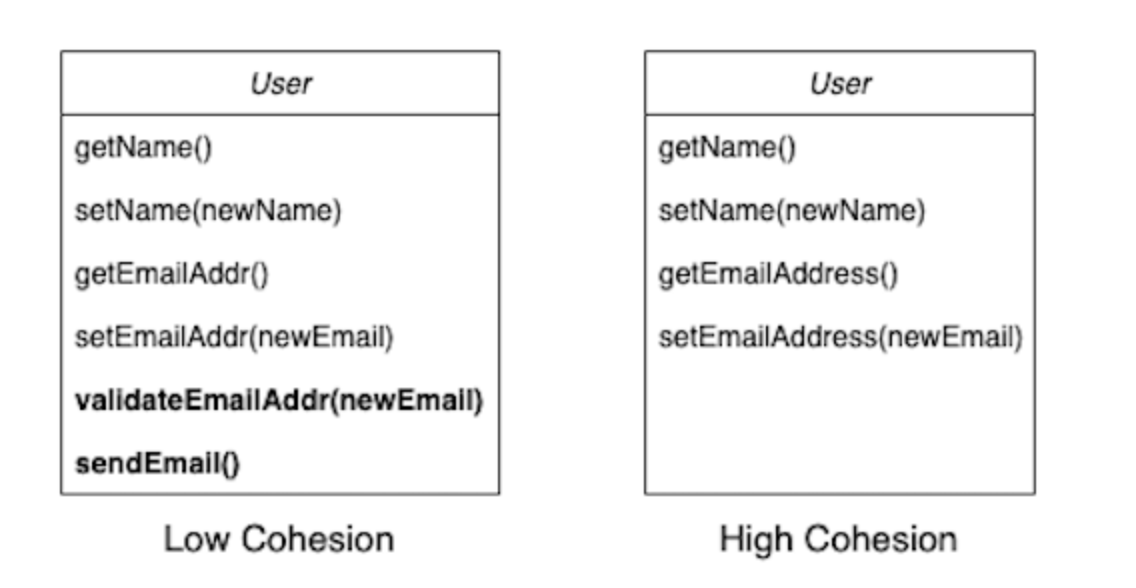 User
getName()
setName(newName)
getEmailAddr()
setEmailAddr(newEmail)
validateEmailAddr(newEmail)
sendEmail()
Low Cohesion
User
getName()
setName(newName)
getEmailAddress()
setEmailAddress(newEmail)
High Cohesion